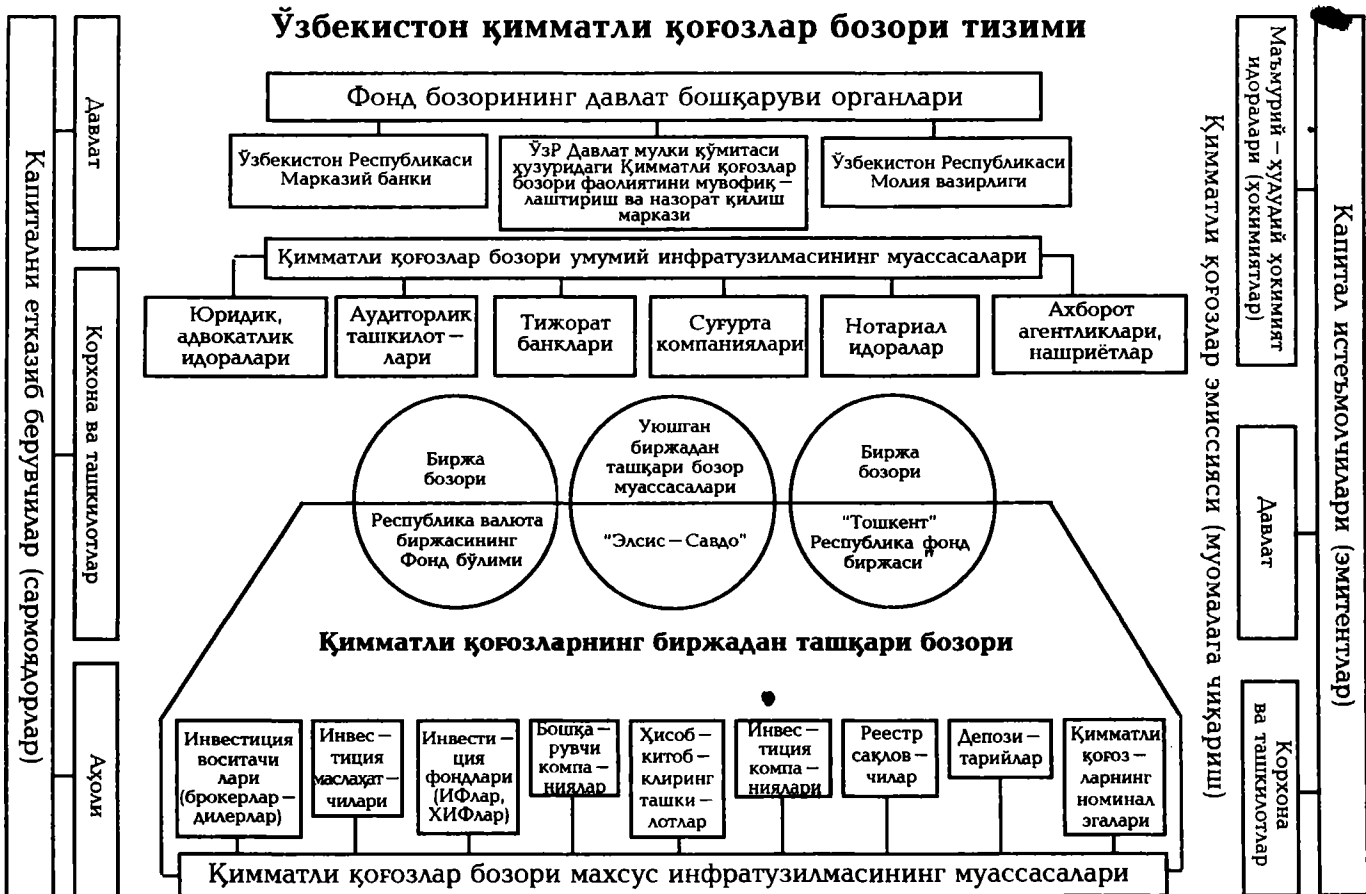 Ўзбекистон қимматли қоғозлар бозори тизими
Капитални етказиб берувчилар (сармоядорлар)
Давлат
Корхона ва ташкилотлар
Аҳоли
Фонд бозорининг давлат бошқаруви органлари
Ўзбекистон Республикаси
Марказий банки
ЎзР Давлат мулки қўмитаси
ҳузуридаги Қимматли қоғозлар
бозори фаолиятини мувофиқ –
лаштириш ва назорат қилиш
маркази
Ўзбекистон Республикаси
Молия вазирлиги
Қимматли қоғозлар бозори умумий инфратузилмасининг муассасалари
Юридик,
адвокатлик
идоралари
Аудиторлик
ташкилот –
лари
Тижорат
банклари
Суғурта
компаниялари
Нотариал
идоралар
Ахборот
агентликлари,
нашриётлар
Биржа
бозори
Республика валюта
биржасининг
Фонд бўлими
Уюшган
биржадан
ташқари бозор
муассасалари
"Элсис – Савдо"
Биржа
бозори
"Тошкент"
Республика фонд
биржаси"
Қимматли қоғозларнинг биржадан ташқари бозори
Инвестиция
воситачи
лари
(брокерлар –
дилерлар)
Инвес –
тиция
маслаҳат –
чилари
Инвести –
ция
фондлари
(ИФлар,
ХИФлар)
Бошқа –
рувчи
компа –
ниялар
Ҳисоб –
китоб –
клиринг
ташки –
лотлар
Инвес –
тиция
компа –
ниялари
Реестр
сақлов –
чилар
Депози –
тарийлар
Қимматли
қоғоз –
ларнинг
номинал
эгалари
Қимматли қоғозлар бозори махсус инфратузилмасининг муассасалари
Қимматли қоғозлар эмиссияси (муомалага чиқариш)
Маъмурий – ҳудудий ҳокимият
идоралари (ҳокимиятлар)
Давлат
Корхона
ва ташкилотлар
Капитал истеъмолчилари (эмитентлар)